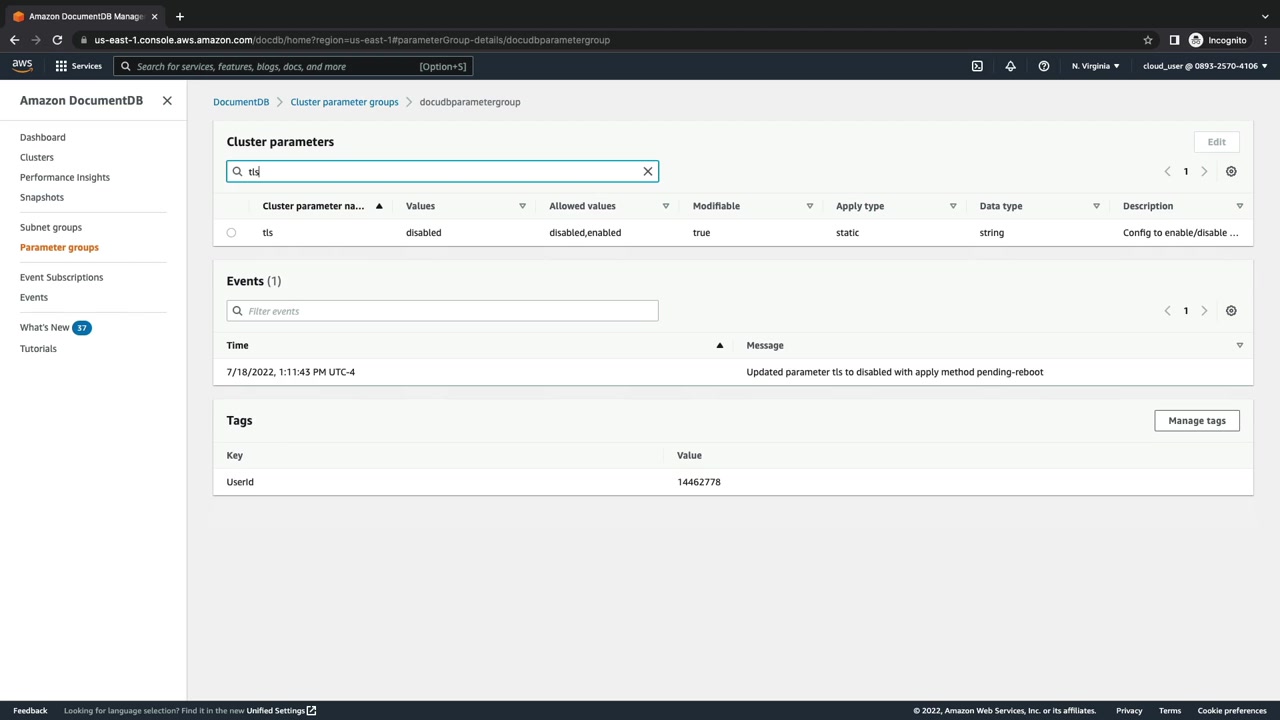 Amazon DocumentDB Manage
us-east-1.console.aws.amazon.com/docdb/home?region=us-east-1#parameterGroup-details/docudbparametergroup
Incognito
aws
Services
Search for services, features, blogs, docs, and more
[Option+S]
N. Virginia
cloud_user @ 0893-2570-4106
Amazon DocumentDB
Dashboard
Clusters
Performance Insights
Snapshots
Subnet groups
Parameter groups
Event Subscriptions
Events
What's New 37
Tutorials
DocumentDB > Cluster parameter groups > docudbparametergroup
Cluster parameters
Edit
tls
1
Cluster parameter na... Values Allowed values Modifiable Apply type Data type Description
tls disabled disabled,enabled true static string Config to enable/disable ...
Events (1)
Filter events
1
Time Message
7/18/2022, 1:11:43 PM UTC-4 Updated parameter tls to disabled with apply method pending-reboot
Tags
Manage tags
Key Value
UserId 14462778
Feedback
Looking for language selection? Find it in the new Unified Settings
© 2022, Amazon Web Services, Inc. or its affiliates.
Privacy
Terms
Cookie preferences